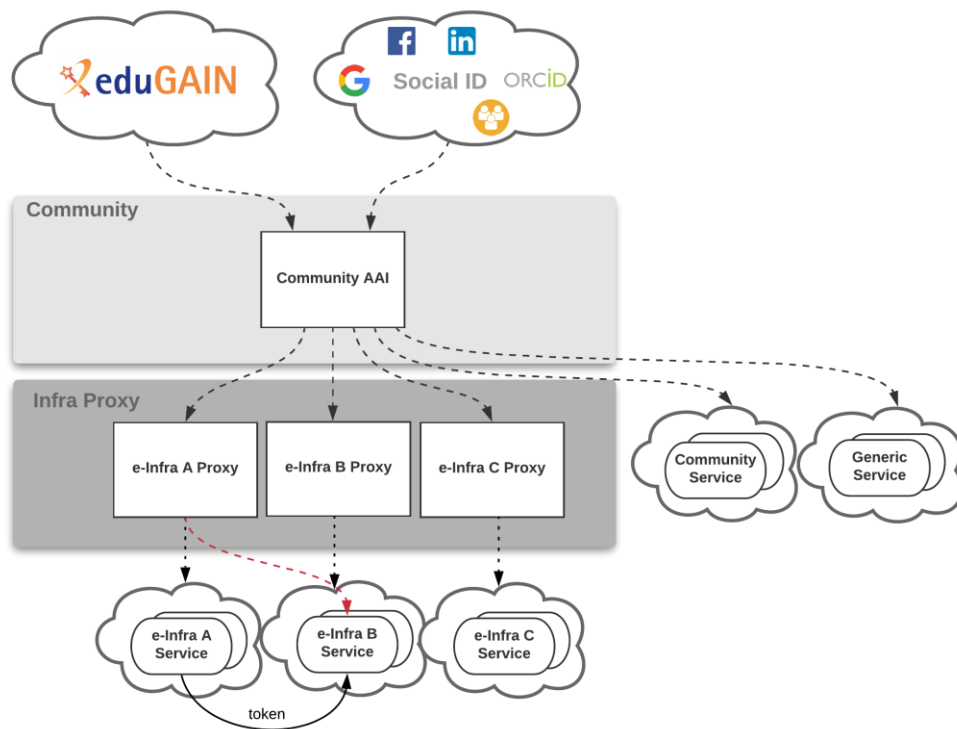 eduGAIN
in
Social ID
ORCID
Community
Community AAI
Infra Proxy
e-Infra A Proxy
e-Infra B Proxy
e-Infra C Proxy
Community
Service
Generic
Service
e-Infra A
Service
e-Infra B
Service
e-Infra C
Service
token